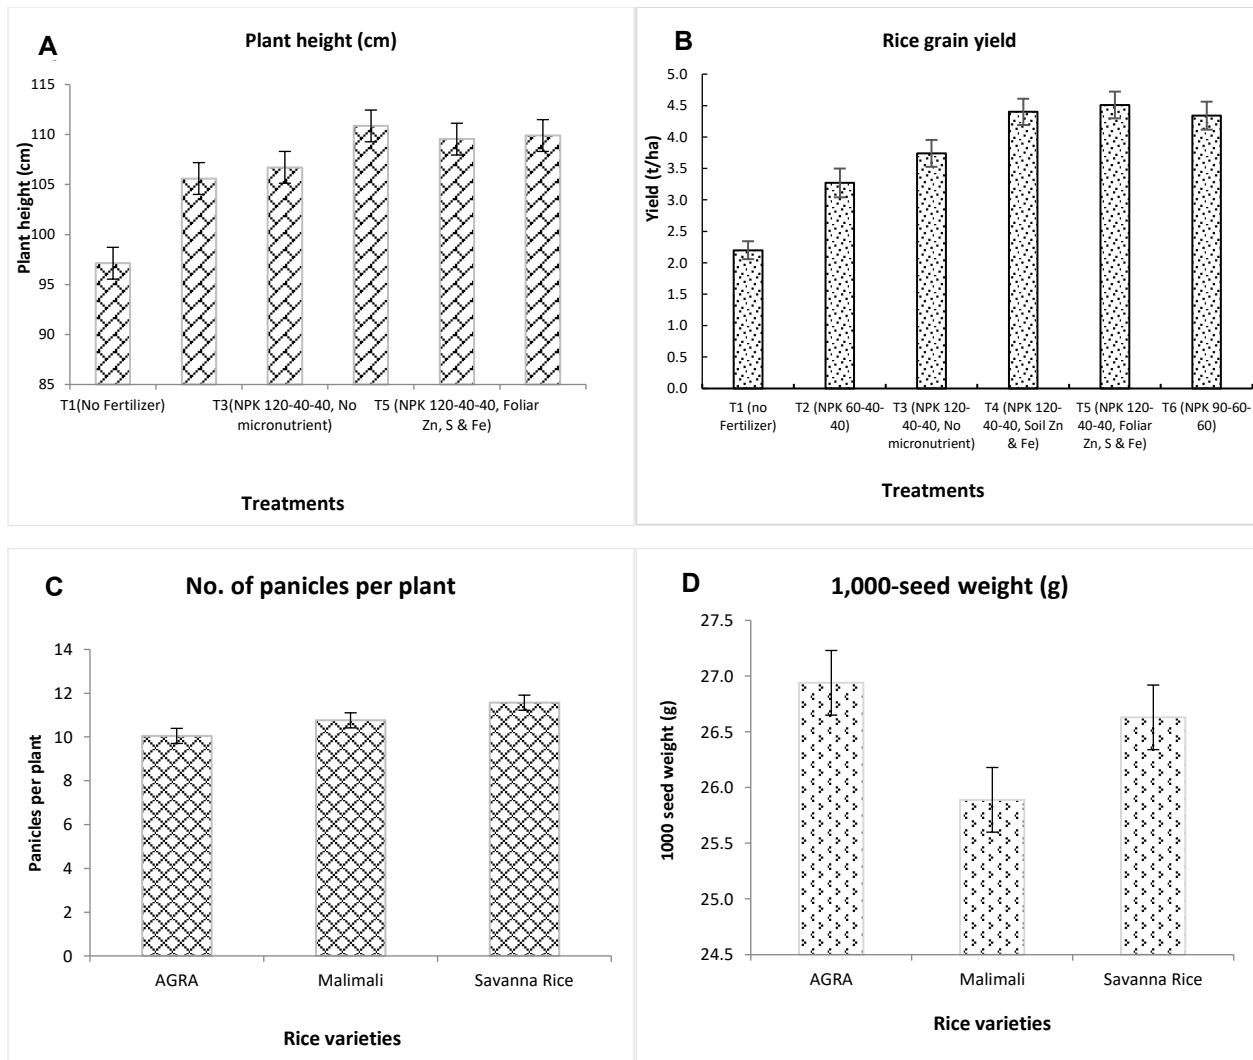 A
Plant height (cm)
Plant height (cm)
115
110
105
100
95
90
85
T1(No Fertilizer)
T3(NPK 120-40-40, No
micronutrient)
T5 (NPK 120-40-40, Foliar
Zn, S & Fe)
Treatments
B
Rice grain yield
Yield (t/ha)
5.0
4.5
4.0
3.5
3.0
2.5
2.0
1.5
1.0
0.5
0.0
T1 (no
Fertilizer)
T2 (NPK 60-40-
40)
T3 (NPK 120-
40-40, No
micronutrient)
T4 (NPK 120-
40-40, Soil Zn
& Fe)
T5 (NPK 120-
40-40, Foliar
Zn, S & Fe)
T6 (NPK 90-60-
60)
Treatments
C
No. of panicles per plant
Panicles per plant
14
12
10
8
6
4
2
0
AGRA
Malimali
Savanna Rice
Rice varieties
D
1,000-seed weight (g)
1000 seed weight (g)
27.5
27.0
26.5
26.0
25.5
25.0
24.5
AGRA
Malimali
Savanna Rice
Rice varieties